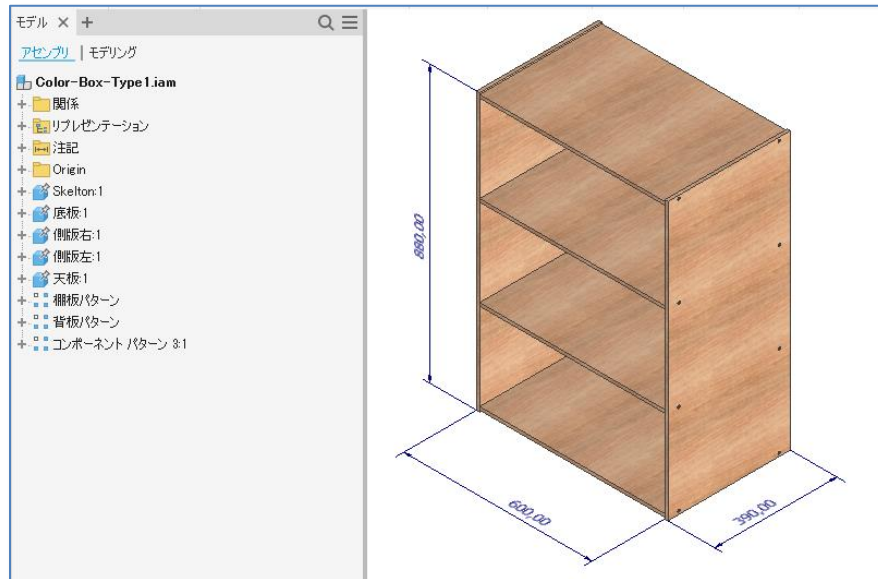 モデル × +
アセンブリ | モデリング
Color-Box-Type1.iam
関係
リプレゼンテーション
注記
Origin
Skelton:1
底板:1
側版右:1
側版左:1
天板:1
棚板パターン
背板パターン
コンポーネント パターン 3:1
880,00
600,00
390,00